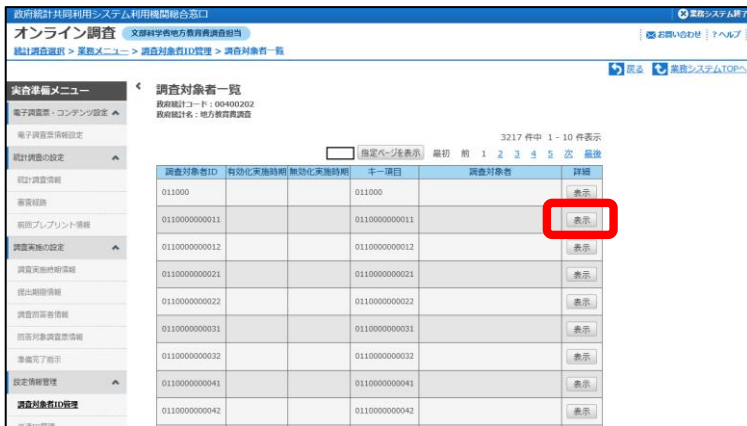 政府統計共同利用システム利用機関総合窓口
業務システム終了
オンライン調査 文部科学省地方教育費調査担当
お問い合わせ ?ヘルプ
統計調査選択 > 業務メニュー > 調査対象者ID管理 > 調査対象者一覧
戻る 業務システムTOPへ
実査準備メニュー
電子調査票・コンテンツ設定
電子調査票情報設定
統計調査の設定
統計調査情報
審査経路
前回プレプリント情報
調査実施の設定
調査実施時期情報
提出期限情報
調査回答者情報
回答対象調査票情報
準備完了指示
設定情報管理
調査対象者ID管理
調査対象者一覧
政府統計コード：00400202
政府統計名：地方教育費調査
3217 件中 1 - 10 件表示
指定ページを表示 最初 前 1 2 3 4 5 次 最後
調査対象者ID 有効化実施時期 無効化実施時期 キー項目 調査対象者 詳細
011000 011000 表示
0110000000011 0110000000011 表示
0110000000012 0110000000012 表示
0110000000021 0110000000021 表示
0110000000022 0110000000022 表示
0110000000031 0110000000031 表示
0110000000032 0110000000032 表示
0110000000041 0110000000041 表示
0110000000042 0110000000042 表示